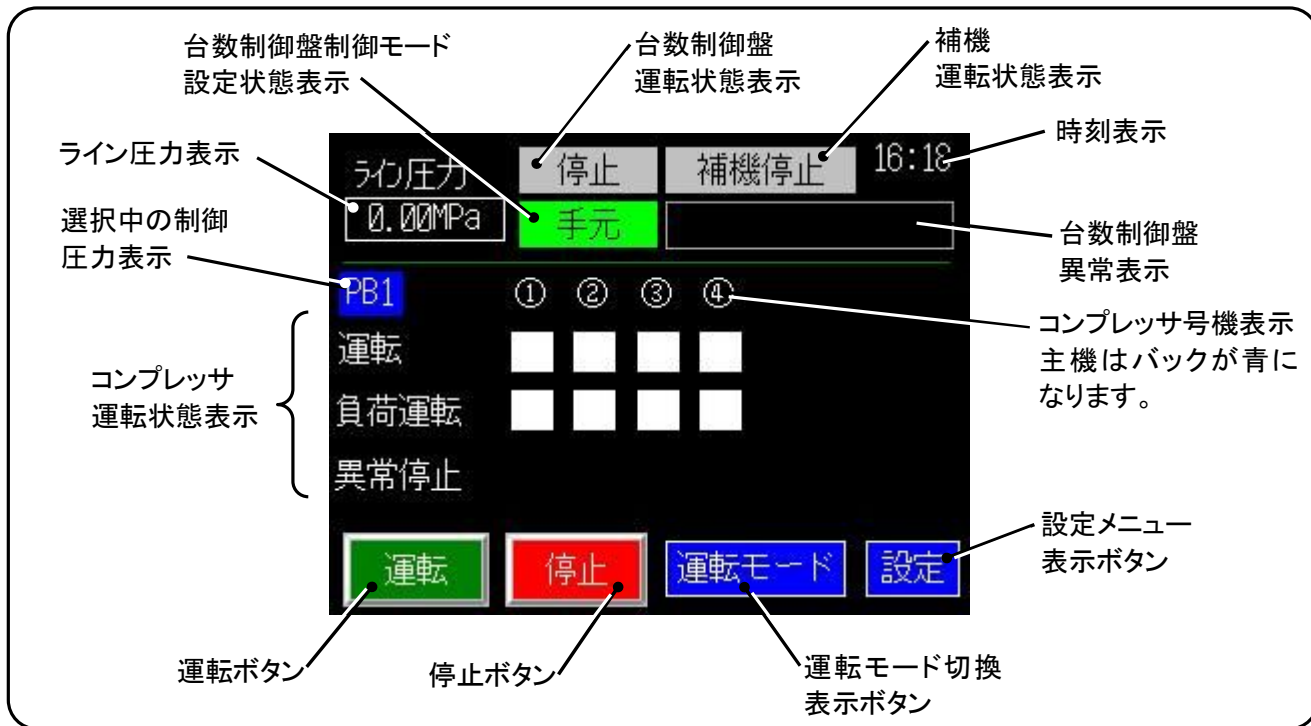 台数制御盤制御モード
設定状態表示
台数制御盤
運転状態表示
補機
運転状態表示
時刻表示
ライン圧力表示
選択中の制御
圧力表示
ライン圧力
停止
補機停止
16:18
0.00MPa
手元
台数制御盤
異常表示
PB1
① ② ③ ④
コンプレッサ号機表示
主機はバックが青に
なります。
運転
コンプレッサ
運転状態表示
負荷運転
異常停止
設定メニュー
表示ボタン
運転
停止
運転モード
設定
運転ボタン
停止ボタン
運転モード切換
表示ボタン